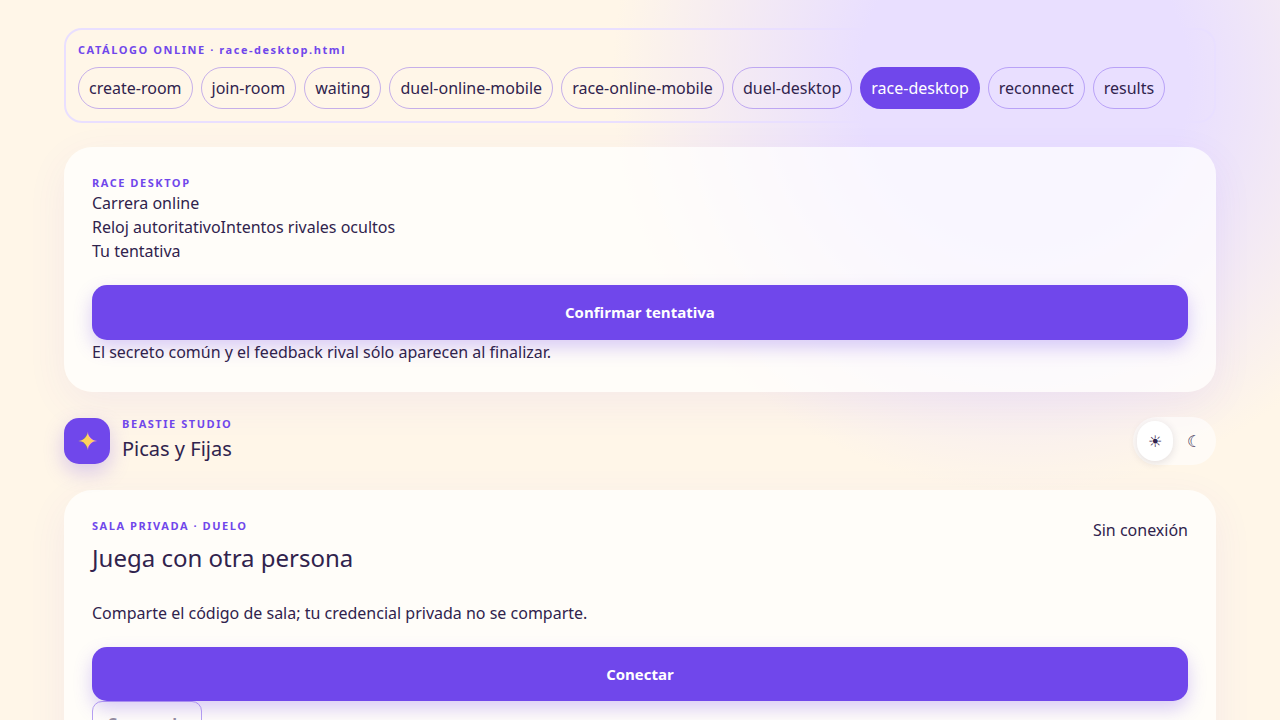 CATÁLOGO ONLINE · race-desktop.html
create-room join-room waiting duel-online-mobile race-online-mobile duel-desktop race-desktop reconnect results
RACE DESKTOP
Carrera online
Reloj autoritativoIntentos rivales ocultos
Tu tentativa
Confirmar tentativa
El secreto común y el feedback rival sólo aparecen al finalizar.
BEASTIE STUDIO
Picas y Fijas
SALA PRIVADA · DUELO
Sin conexión
Juega con otra persona
Comparte el código de sala; tu credencial privada no se comparte.
Conectar